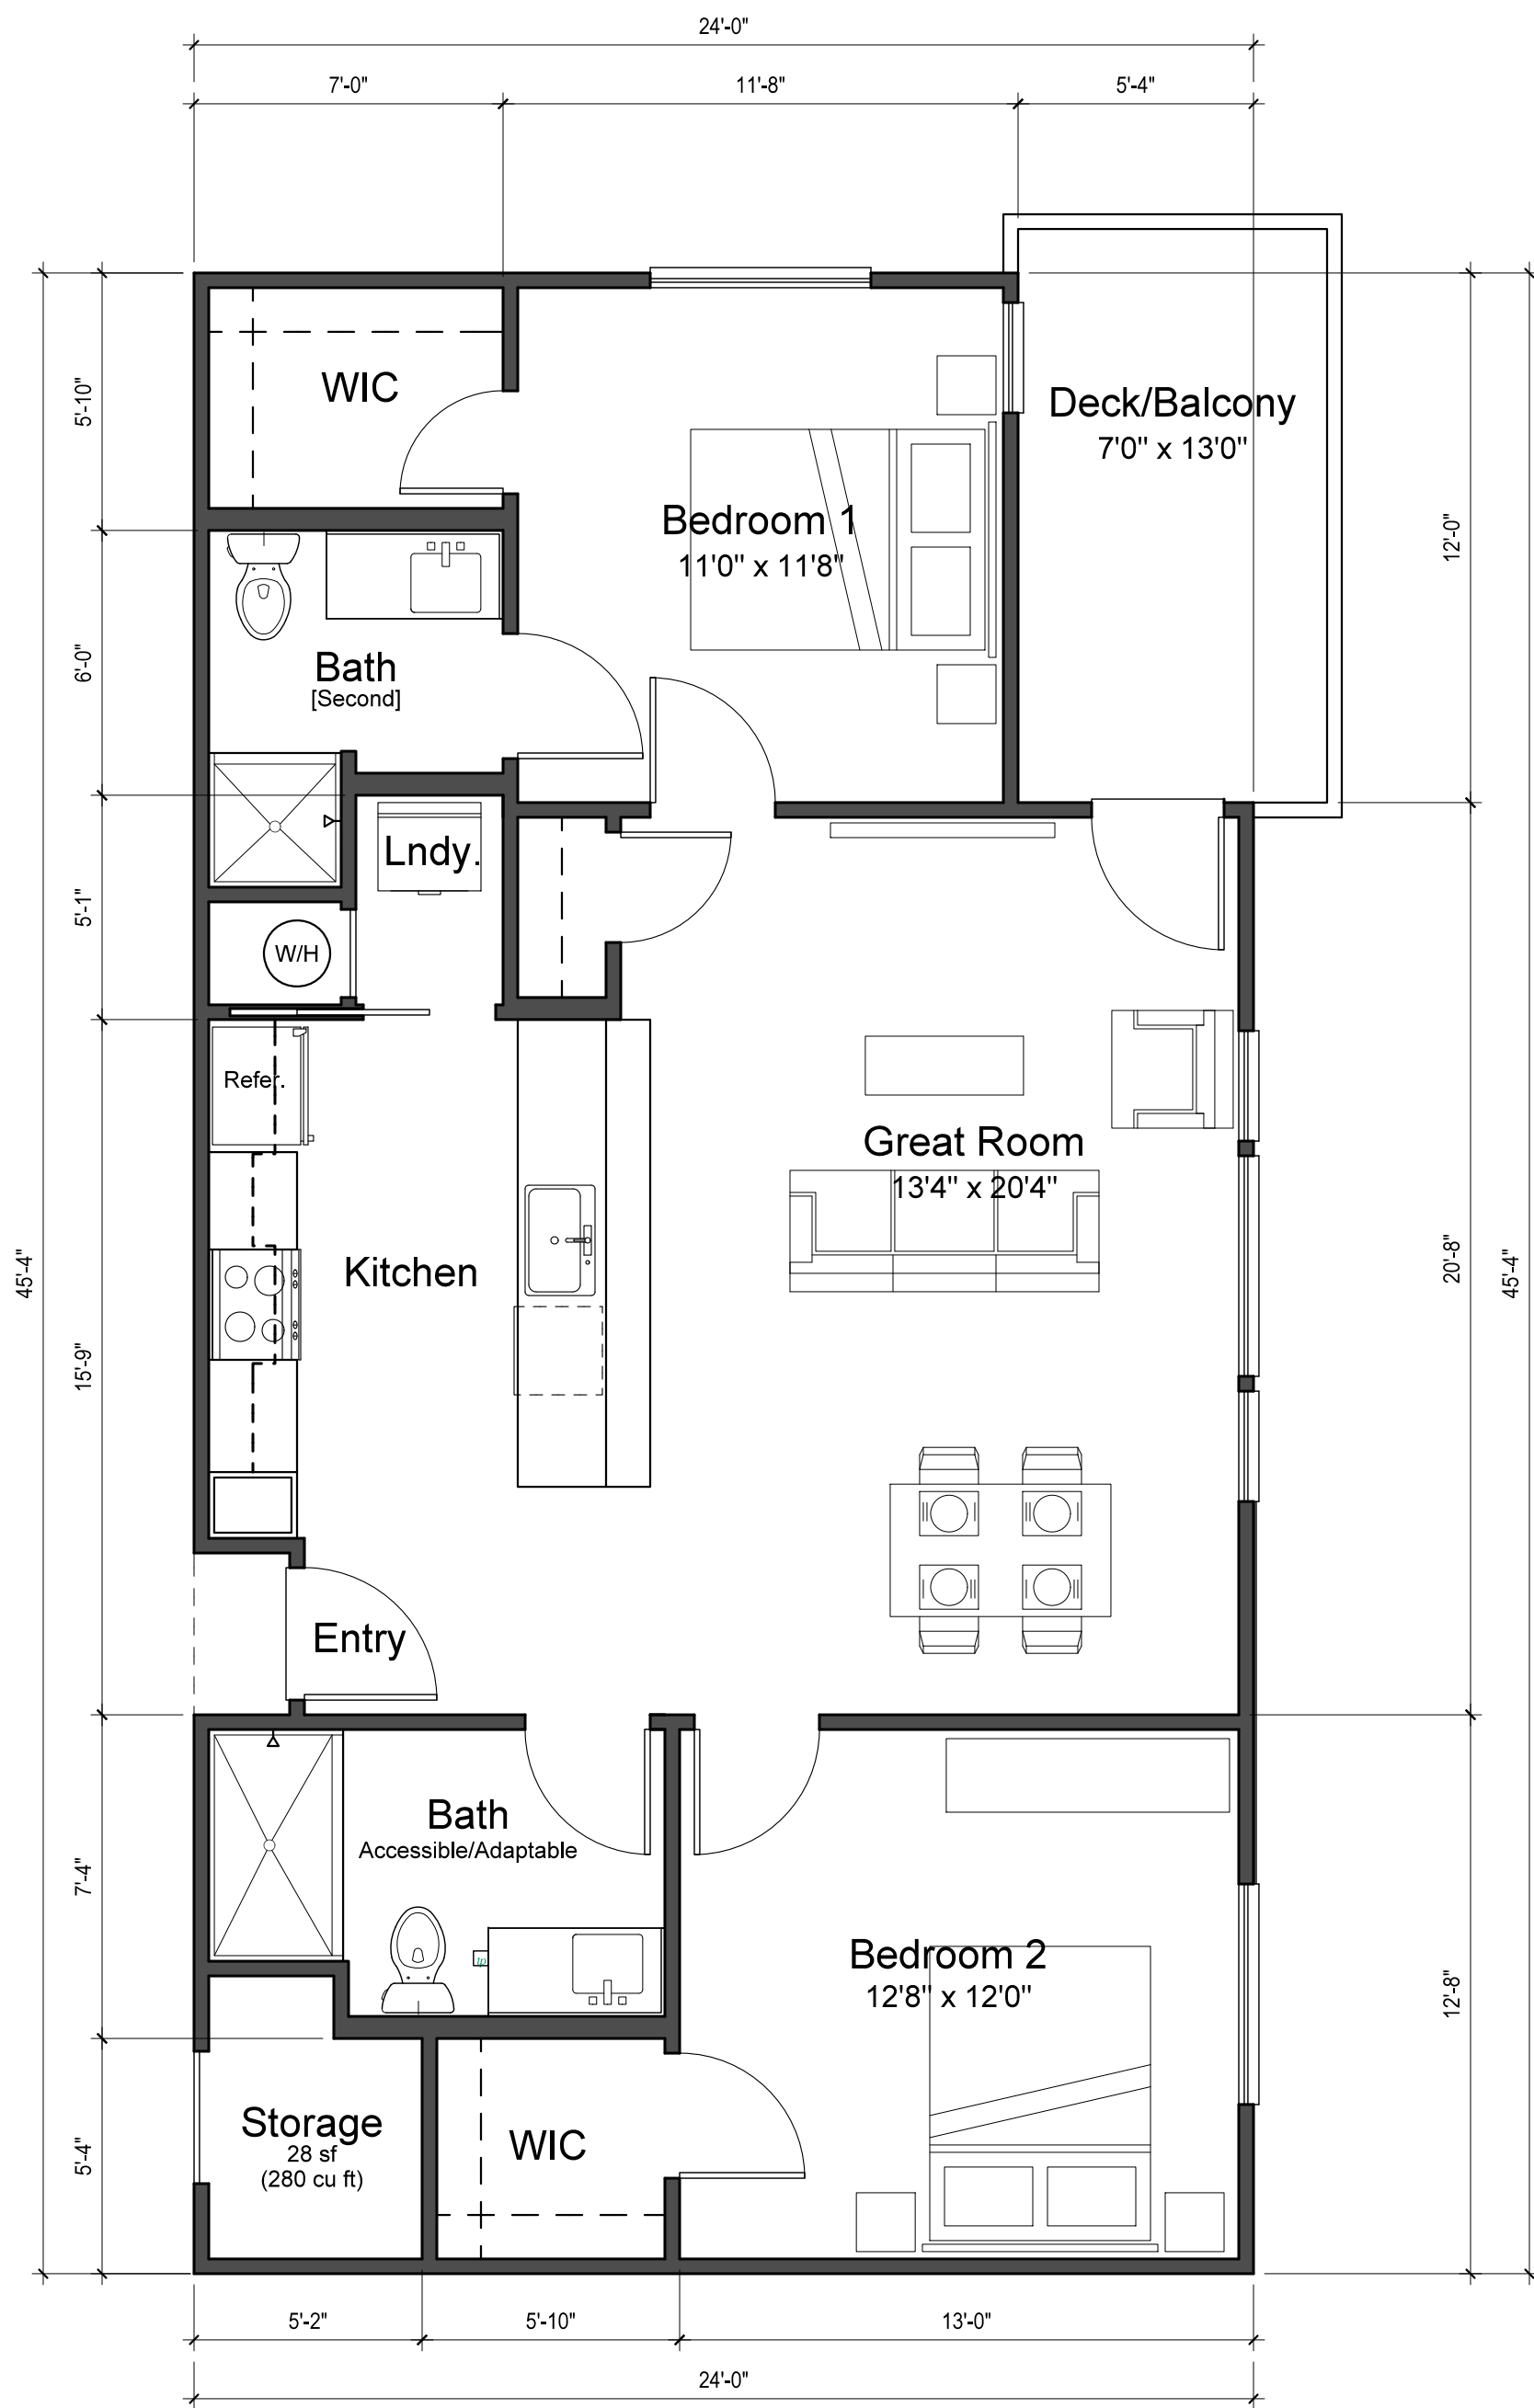 24'-0"
7'-0"
11'-8"
5'-4"
WIC
Deck/Balcony
7'0" x 13'0"
5'-10"
Bedroom 1
11'0" x 11'8"
12'-0"
Bath
[Second]
6'-0"
Lndy.
5'-1"
W/H
Refer.
Great Room
13'4" x 20'4"
Kitchen
45'-4"
20'-8"
45'-4"
15'-9"
Entry
Bath
Accessible/Adaptable
7'-4"
tp
Bedroom 2
12'8" x 12'0"
12'-8"
Storage
28 sf
(280 cu ft)
WIC
5'-4"
5'-2"
5'-10"
13'-0"
24'-0"